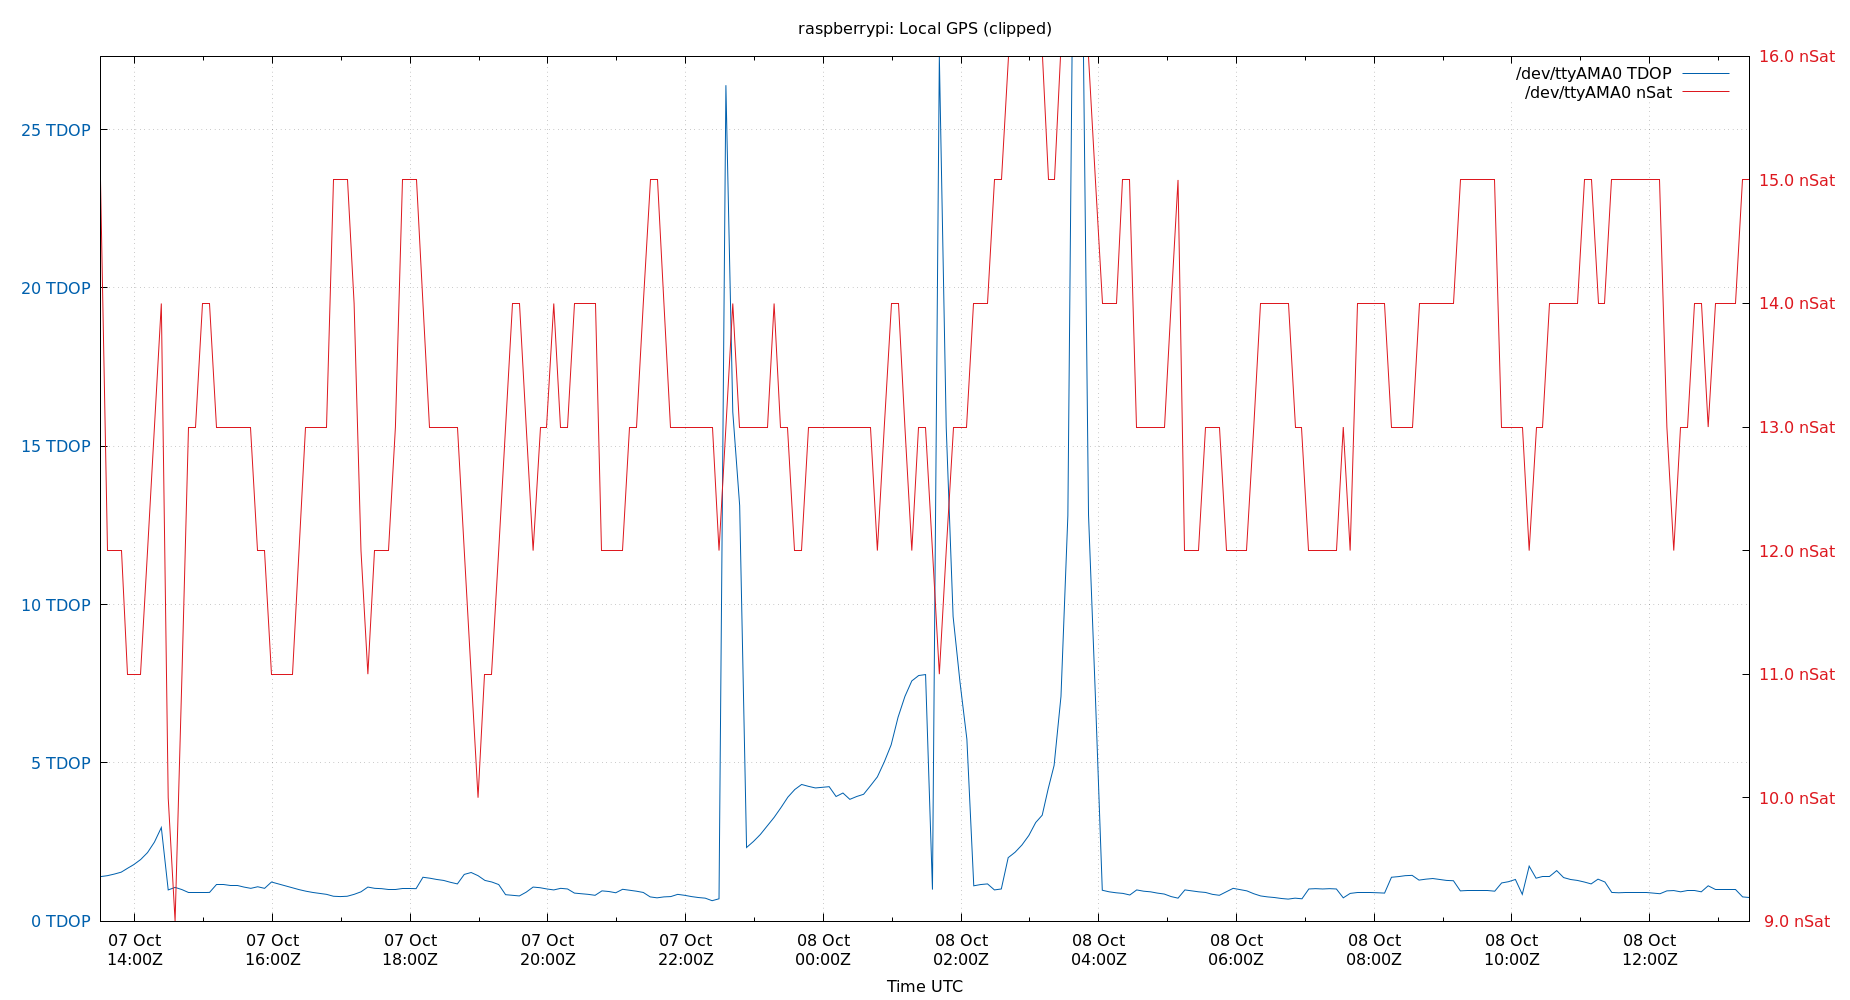 raspberrypi: Local GPS (clipped)
16.0 nSat
/dev/ttyAMA0 TDOP
/dev/ttyAMA0 nSat
25 TDOP
15.0 nSat
20 TDOP
14.0 nSat
15 TDOP
13.0 nSat
12.0 nSat
10 TDOP
11.0 nSat
5 TDOP
10.0 nSat
0 TDOP
9.0 nSat
07 Oct 07 Oct 07 Oct 07 Oct 07 Oct 08 Oct 08 Oct 08 Oct 08 Oct 08 Oct 08 Oct 08 Oct
14:00Z 16:00Z 18:00Z 20:00Z 22:00Z 00:00Z 02:00Z 04:00Z 06:00Z 08:00Z 10:00Z 12:00Z
Time UTC